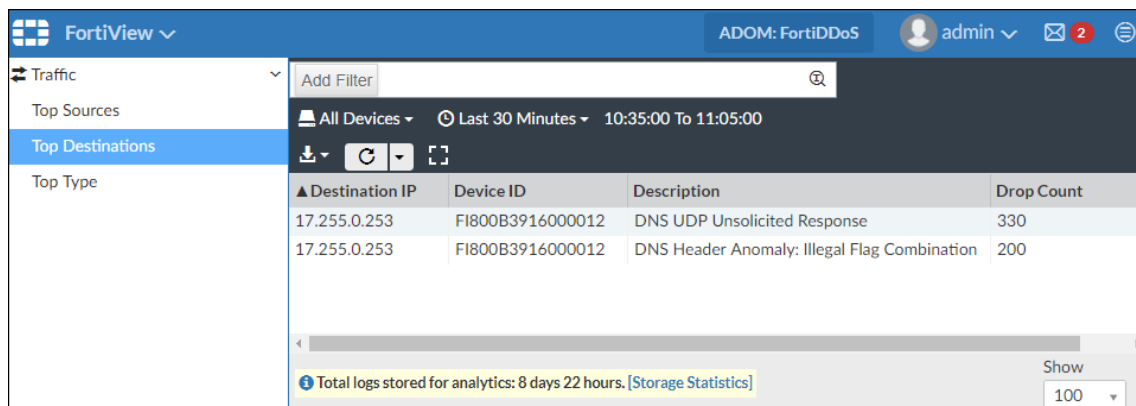 FortiView ADOM: FortiDDoS admin 2
Traffic
Top Sources
Top Destinations
Top Type
Add Filter
All Devices Last 30 Minutes 10:35:00 To 11:05:00
Destination IP Device ID Description Drop Count
17.255.0.253 FI800B3916000012 DNS UDP Unsolicited Response 330
17.255.0.253 FI800B3916000012 DNS Header Anomaly: Illegal Flag Combination 200
Total logs stored for analytics: 8 days 22 hours. [Storage Statistics]
Show
100